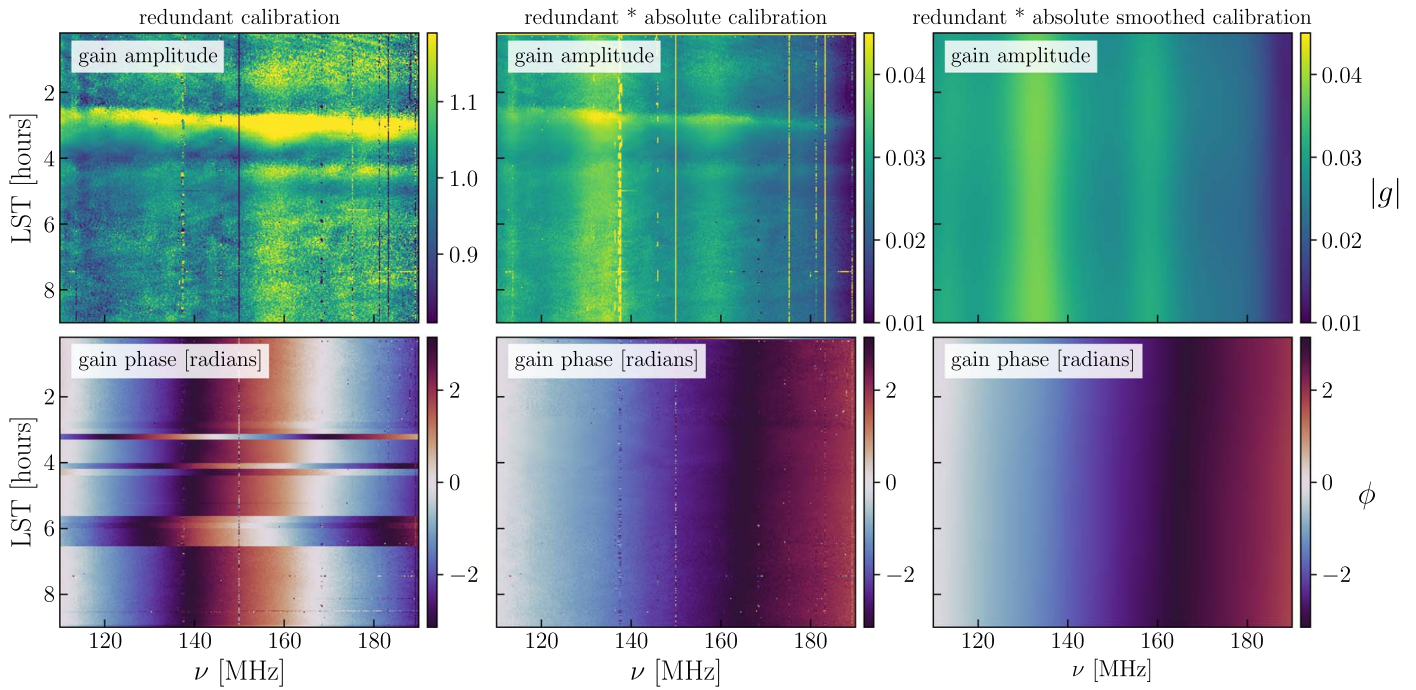 redundant calibration
redundant * absolute calibration
redundant * absolute smoothed calibration
gain amplitude
gain amplitude
gain amplitude
LST [hours]
2
4
6
8
1.1
1.0
0.9
0.04
0.03
0.02
0.01
0.04
0.03
0.02
0.01
|g|
gain phase [radians]
gain phase [radians]
gain phase [radians]
LST [hours]
2
4
6
8
2
0
−2
2
0
−2
2
0
−2
ϕ
120 140 160 180
120 140 160 180
120 140 160 180
ν [MHz]
ν [MHz]
ν [MHz]